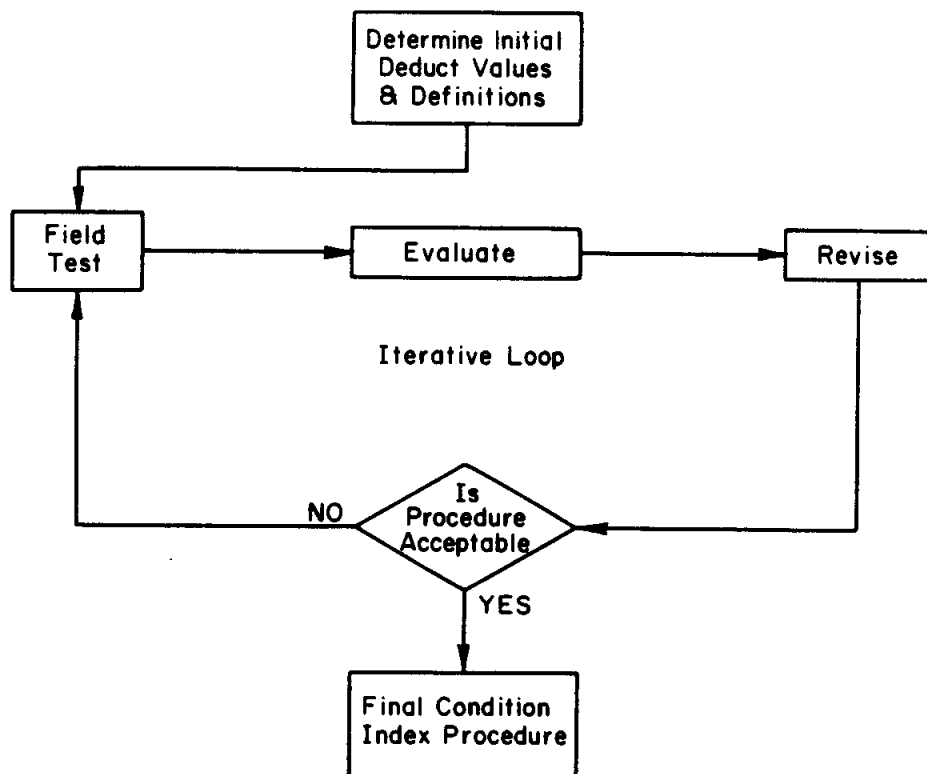 Determine Initial
Deduct Values
& Definitions
Field
Test
Evaluate
Revise
Iterative Loop
Is
Procedure
Acceptable
NO
YES
Final Condition
Index Procedure